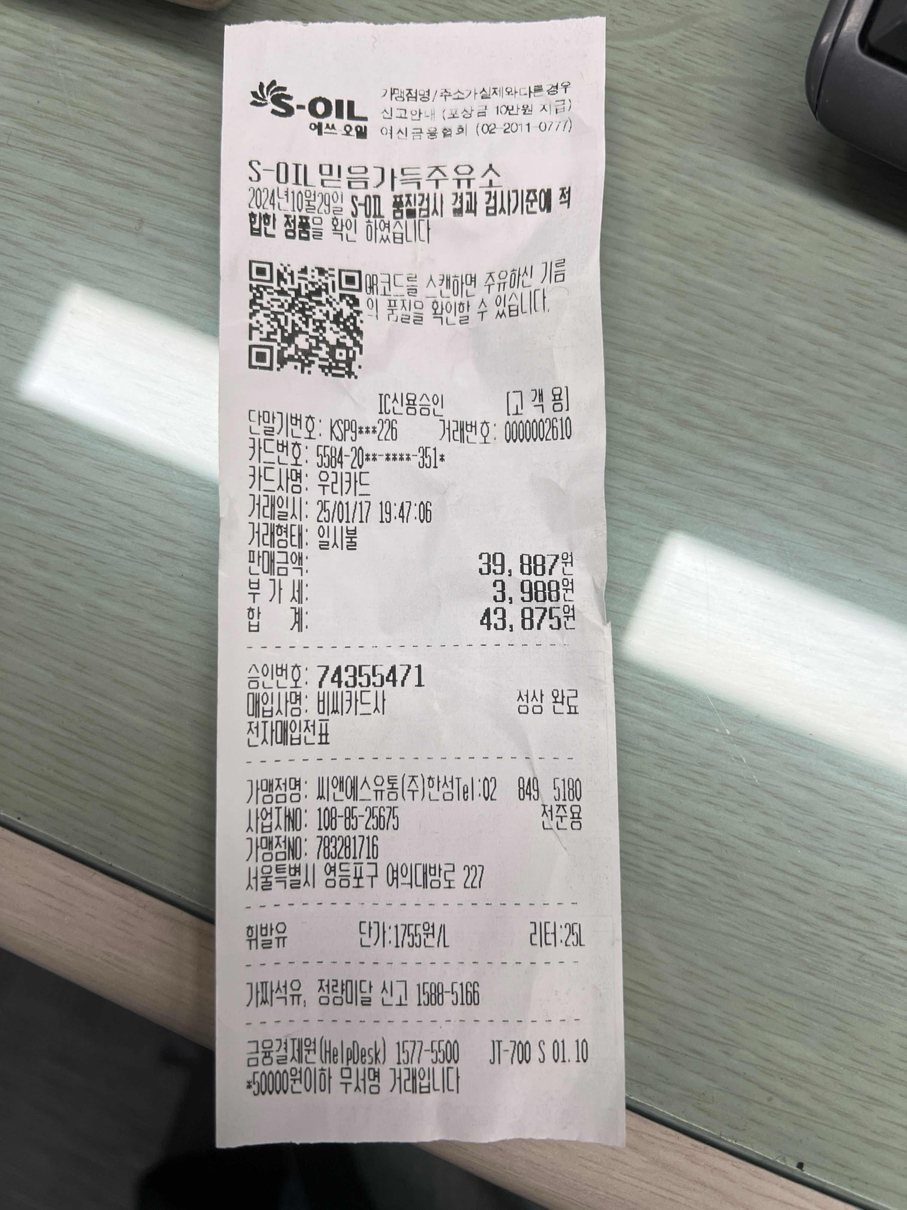 S-OIL
에쓰 오일
가맹점명/주소가실제와다른경우
신고안내 (포상금 10만원 지급)
여신금융협회 (02-2011-0777)
S-OIL믿음가득주유소
2024년10월29일 S-OIL 품질검사 결과 검사기준에 적
합한 정품을 확인 하였습니다
QR코드를 스캔하면 주유하신 기름
의 품질을 확인할 수 있습니다.
IC신용승인 [고 객 용]
단말기번호: KSP9***226 거래번호: 0000002610
카드번호: 5584-20**-****-351*
카드사명: 우리카드
거래일시: 25/01/17 19:47:06
거래형태: 일시불
판매금액: 39,887원
부 가 세: 3,988원
합 계: 43,875원
승인번호: 74355471
매입사명: 비씨카드사 성상 완료
전자매입전표
가맹점명: 씨앤에스유통(주)한성Tel:02 849 5180
사업자NO: 108-85-25675 전준용
가맹점NO: 783281716
서울특별시 영등포구 여의대방로 227
휘발유 단가:1755원/L 리터:25L
가짜석유, 정량미달 신고 1588-5166
금융결제원(HelpDesk) 1577-5500 JT-700 S 01.10
*50000원이하 무서명 거래입니다